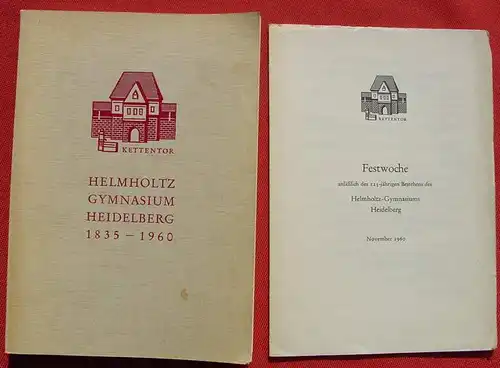 KETTENTOR
HELMHOLTZ
GYMNASIUM
HEIDELBERG
1835 – 1960
KETTENTOR
Festwoche
anläßlich des 125-jährigen Bestehens des
Helmholtz-Gymnasiums
Heidelberg
November 1960